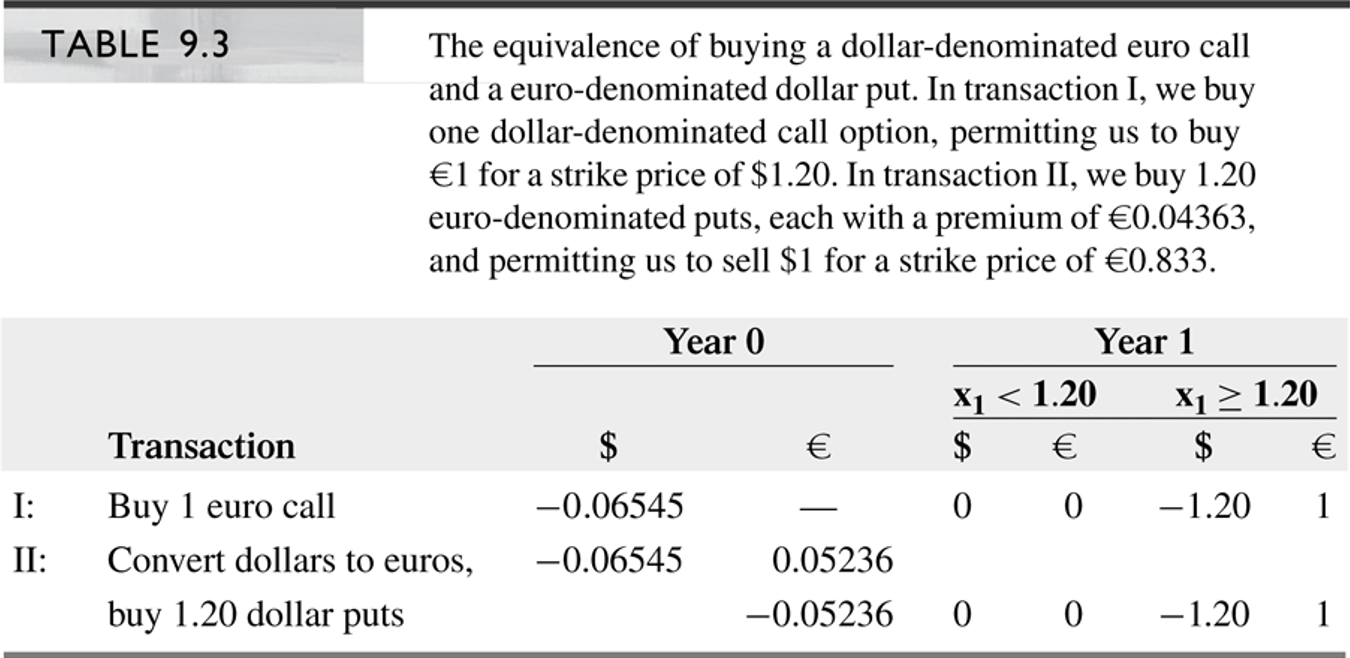 TABLE 9.3
The equivalence of buying a dollar-denominated euro call
and a euro-denominated dollar put. In transaction I, we buy
one dollar-denominated call option, permitting us to buy
€1 for a strike price of $1.20. In transaction II, we buy 1.20
euro-denominated puts, each with a premium of €0.04363,
and permitting us to sell $1 for a strike price of €0.833.
Year 0 Year 1
x₁ < 1.20 x₁ ≥ 1.20
Transaction $ € $ € $ €
I: Buy 1 euro call −0.06545 — 0 0 −1.20 1
II: Convert dollars to euros, −0.06545 0.05236
buy 1.20 dollar puts −0.05236 0 0 −1.20 1